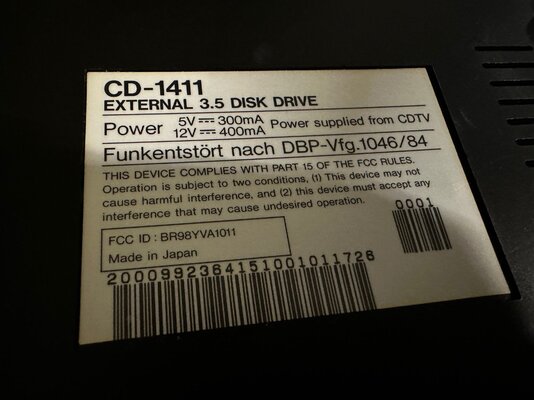 CD-1411
EXTERNAL 3.5 DISK DRIVE
Power 5V ⎓ 300mA Power supplied from CDTV
12V ⎓ 400mA
Funkentstört nach DBP-Vfg.1046/84
THIS DEVICE COMPLIES WITH PART 15 OF THE FCC RULES.
Operation is subject to two conditions, (1) This device may not
cause harmful interference, and (2) this device must accept any
interference that may cause undesired operation.
0001
FCC ID : BR98YVA1011
Made in Japan
2000992364151001011726